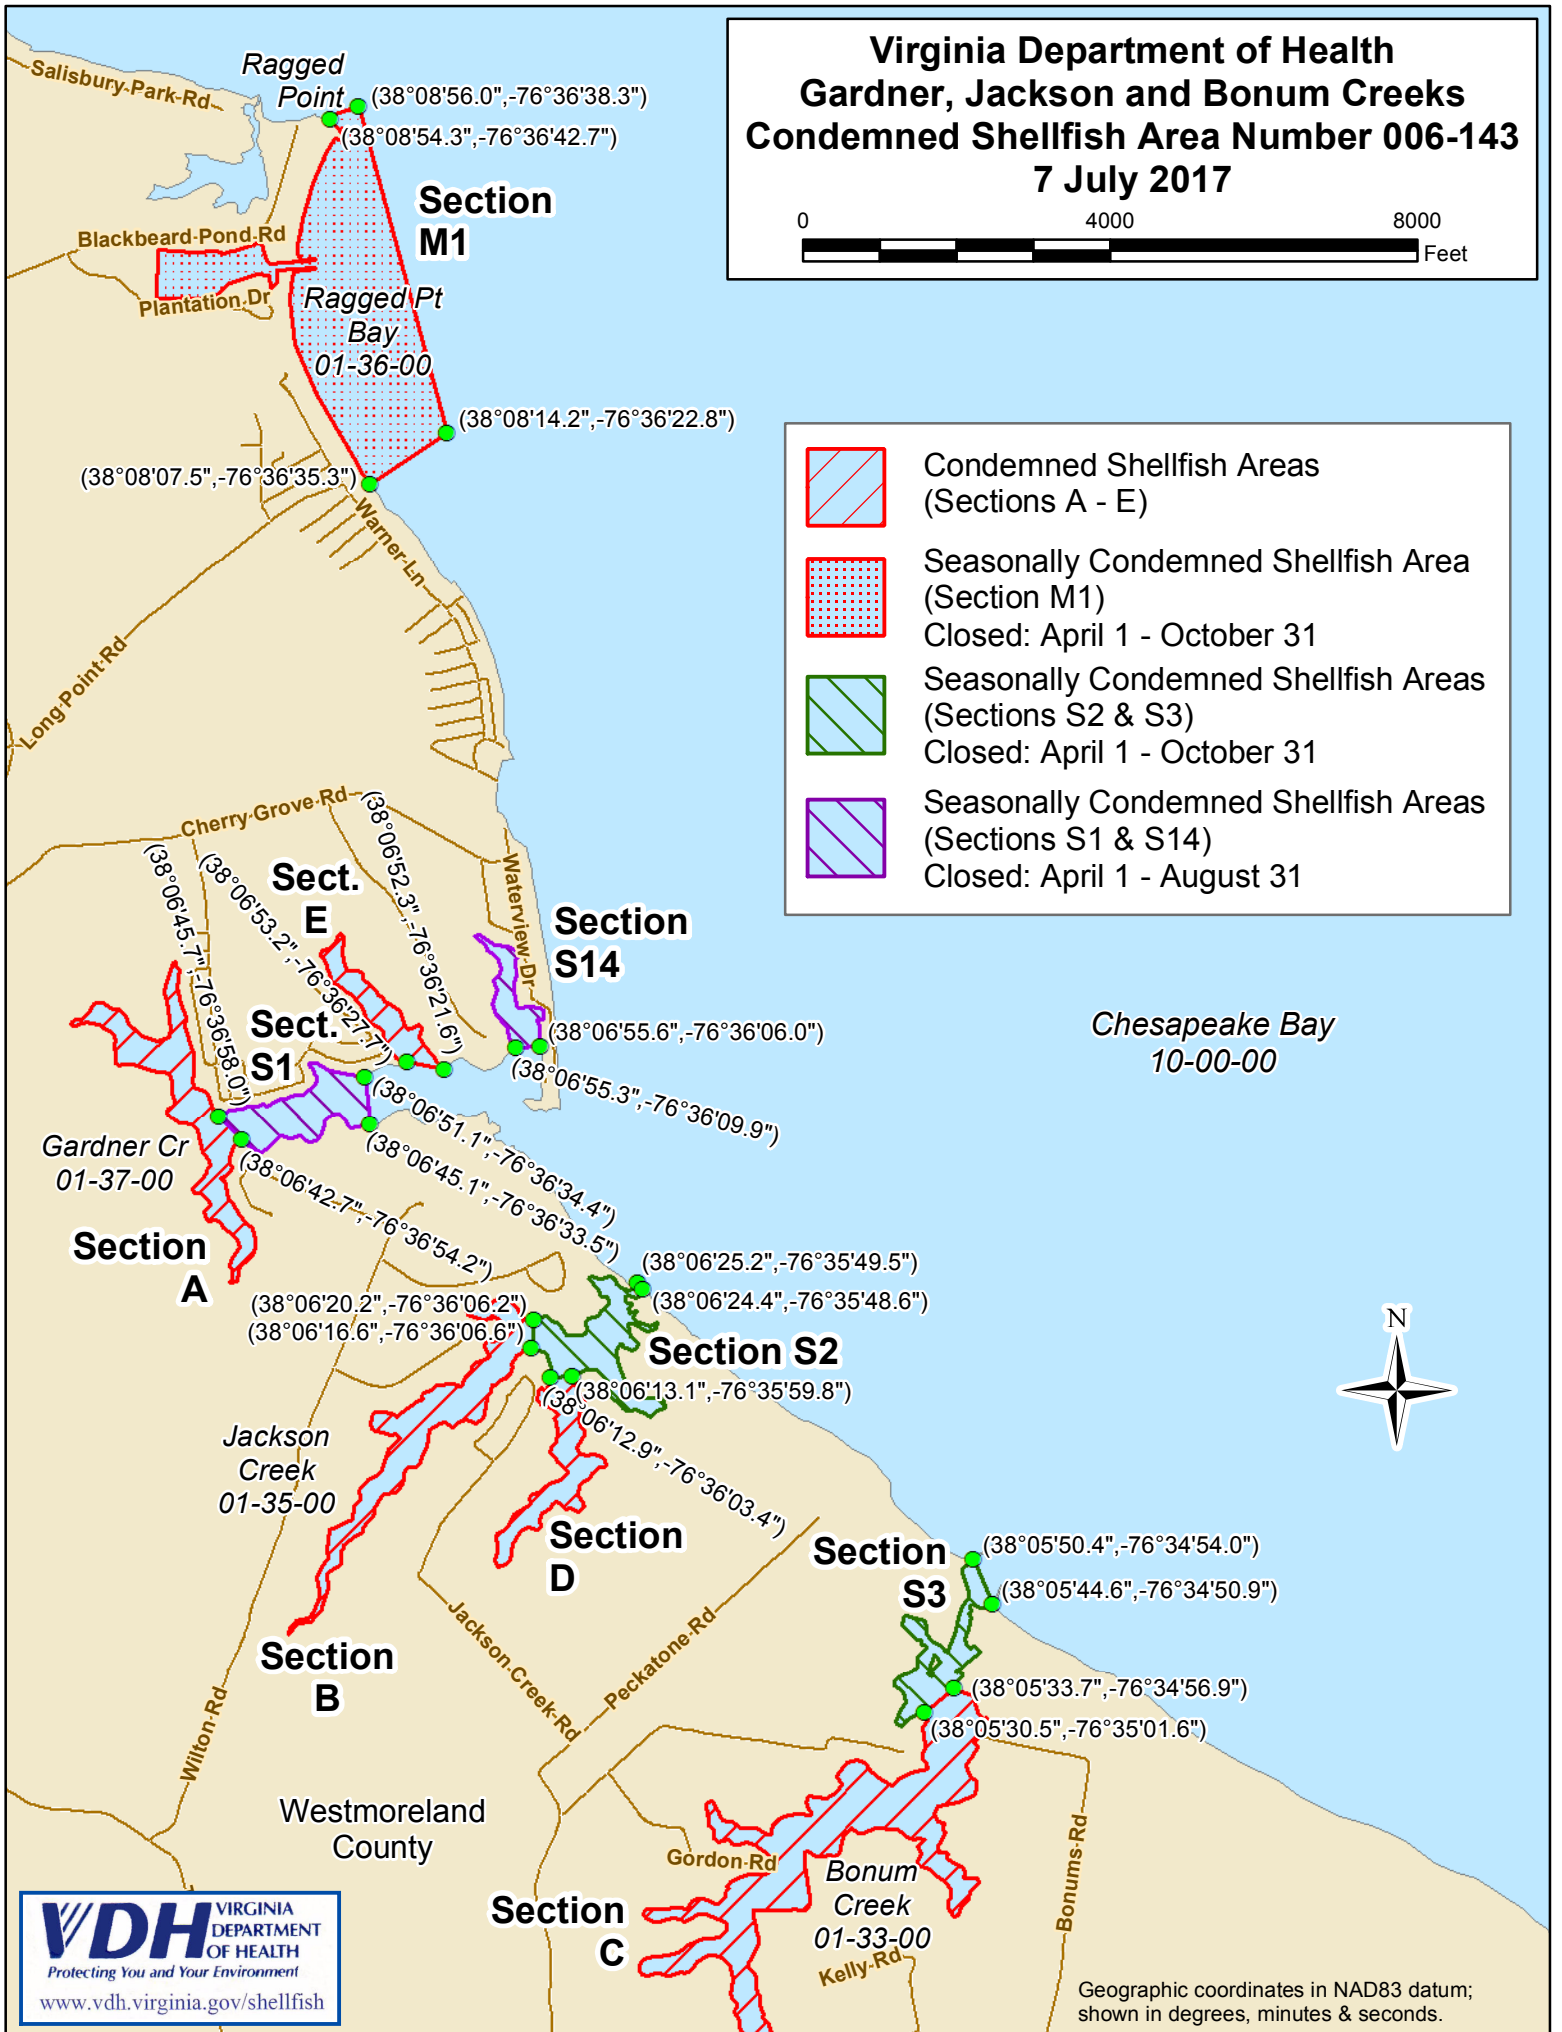 Virginia Department of Health
Gardner, Jackson and Bonum Creeks
Condemned Shellfish Area Number 006-143
7 July 2017
0 4000 8000
Feet
Salisbury Park Rd
Ragged
Point
(38°08'56.0",-76°36'38.3")
(38°08'54.3",-76°36'42.7")
Section
M1
Blackbeard Pond Rd
Plantation Dr
Ragged Pt
Bay
01-36-00
(38°08'14.2",-76°36'22.8")
(38°08'07.5",-76°36'35.3")
Warner Ln
Long Point Rd
Condemned Shellfish Areas
(Sections A - E)
Seasonally Condemned Shellfish Area
(Section M1)
Closed: April 1 - October 31
Seasonally Condemned Shellfish Areas
(Sections S2 & S3)
Closed: April 1 - October 31
Seasonally Condemned Shellfish Areas
(Sections S1 & S14)
Closed: April 1 - August 31
Cherry Grove Rd
(38°06'45.7",-76°36'58.0")
(38°06'53.2",-76°36'27.7")
(38°06'52.3",-76°36'21.6")
Sect.
E
Waterview Dr
Section
S14
Sect.
S1
(38°06'55.6",-76°36'06.0")
(38°06'55.3",-76°36'09.9")
Chesapeake Bay
10-00-00
(38°06'51.1",-76°36'34.4")
(38°06'45.1",-76°36'33.5")
(38°06'42.7",-76°36'54.2")
Gardner Cr
01-37-00
Section
A
(38°06'25.2",-76°35'49.5")
(38°06'24.4",-76°35'48.6")
(38°06'20.2",-76°36'06.2")
(38°06'16.6",-76°36'06.6")
Section S2
(38°06'13.1",-76°35'59.8")
(38°06'12.9",-76°36'03.4")
N
Jackson
Creek
01-35-00
Section
D
Section
B
Section
S3
(38°05'50.4",-76°34'54.0")
(38°05'44.6",-76°34'50.9")
(38°05'33.7",-76°34'56.9")
(38°05'30.5",-76°35'01.6")
Jackson Creek Rd
Peckatone Rd
Wilton Rd
Westmoreland
County
Gordon Rd
Bonum
Creek
01-33-00
Bonums Rd
Kelly Rd
Section
C
VDH
VIRGINIA
DEPARTMENT
OF HEALTH
Protecting You and Your Environment
www.vdh.virginia.gov/shellfish
Geographic coordinates in NAD83 datum;
shown in degrees, minutes & seconds.